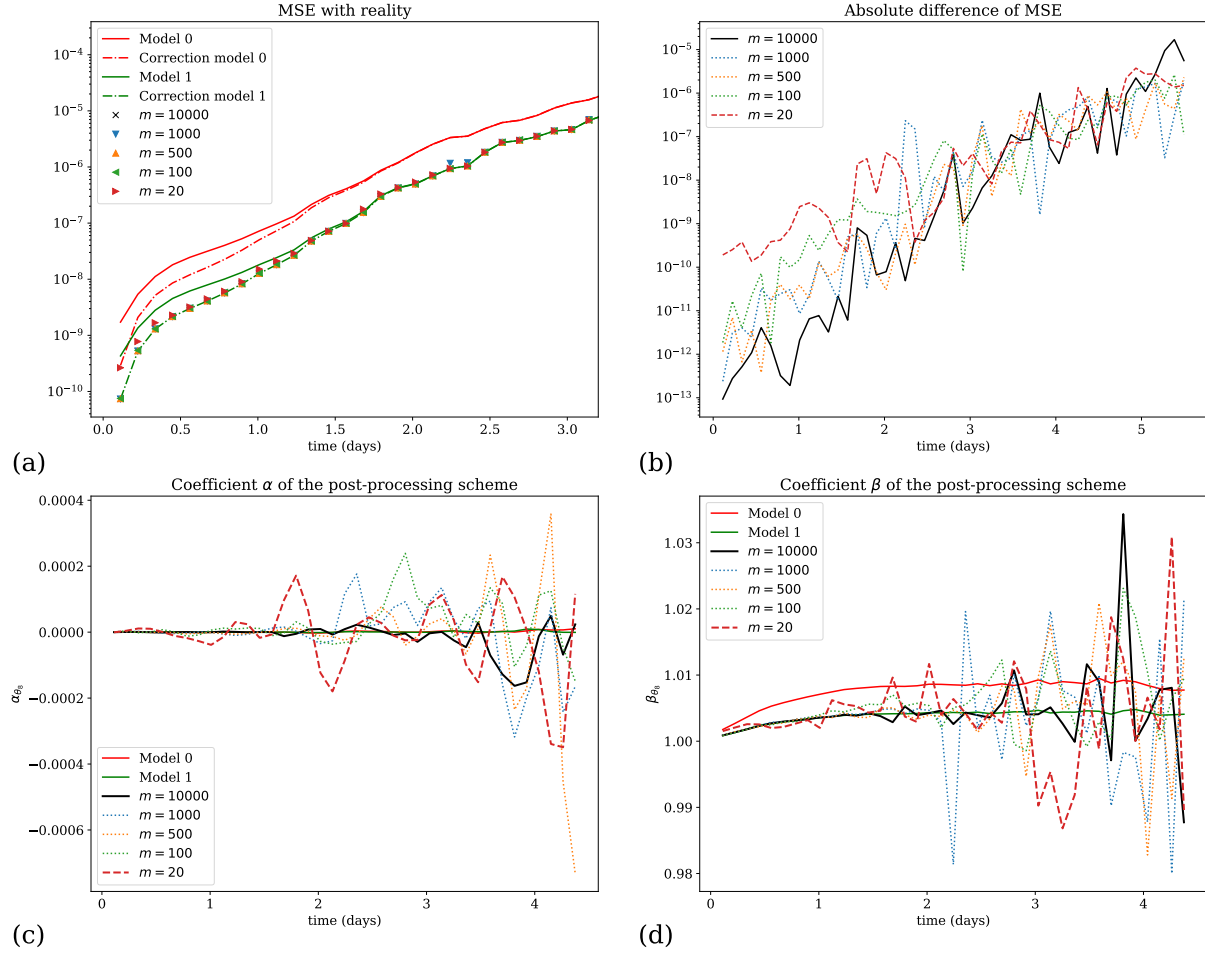 MSE with reality
Model 0
Correction model 0
Model 1
Correction model 1
m = 10000
m = 1000
m = 500
m = 100
m = 20
10⁻⁴
10⁻⁵
10⁻⁶
10⁻⁷
10⁻⁸
10⁻⁹
10⁻¹⁰
0.0 0.5 1.0 1.5 2.0 2.5 3.0
time (days)
(a)
Absolute difference of MSE
m = 10000
m = 1000
m = 500
m = 100
m = 20
10⁻⁵
10⁻⁶
10⁻⁷
10⁻⁸
10⁻⁹
10⁻¹⁰
10⁻¹¹
10⁻¹²
10⁻¹³
0 1 2 3 4 5
time (days)
(b)
Coefficient α of the post-processing scheme
0.0004
0.0002
0.0000
−0.0002
−0.0004
−0.0006
α_θ₈
Model 0
Model 1
m = 10000
m = 1000
m = 500
m = 100
m = 20
0 1 2 3 4
time (days)
(c)
Coefficient β of the post-processing scheme
Model 0
Model 1
m = 10000
m = 1000
m = 500
m = 100
m = 20
1.03
1.02
1.01
1.00
0.99
0.98
β_θ₈
0 1 2 3 4
time (days)
(d)